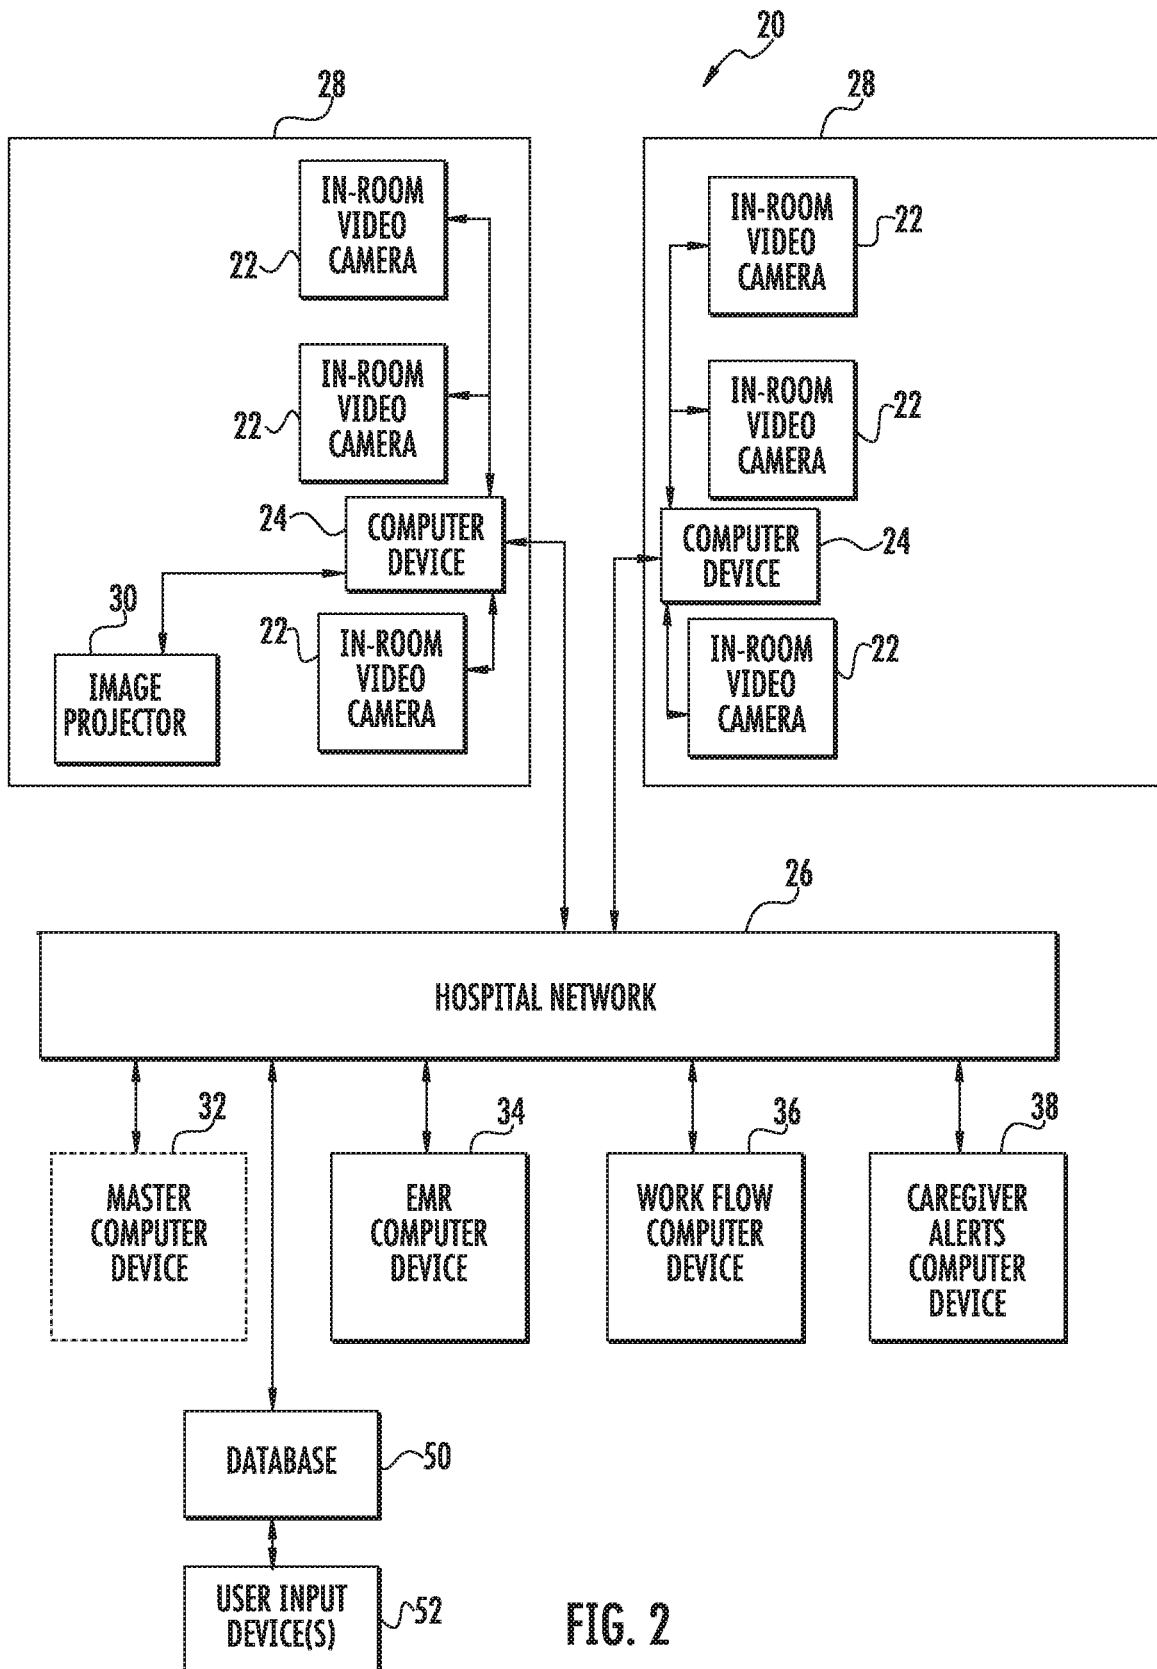 20
28
28
IN-ROOM
VIDEO
CAMERA
22
IN-ROOM
VIDEO
CAMERA
22
IN-ROOM
VIDEO
CAMERA
22
IN-ROOM
VIDEO
CAMERA
22
24
COMPUTER
DEVICE
COMPUTER
DEVICE
24
30
IMAGE
PROJECTOR
22
IN-ROOM
VIDEO
CAMERA
IN-ROOM
VIDEO
CAMERA
22
26
HOSPITAL NETWORK
32
MASTER
COMPUTER
DEVICE
34
EMR
COMPUTER
DEVICE
36
WORK FLOW
COMPUTER
DEVICE
38
CAREGIVER
ALERTS
COMPUTER
DEVICE
DATABASE
50
USER INPUT
DEVICE(S)
52
FIG. 2